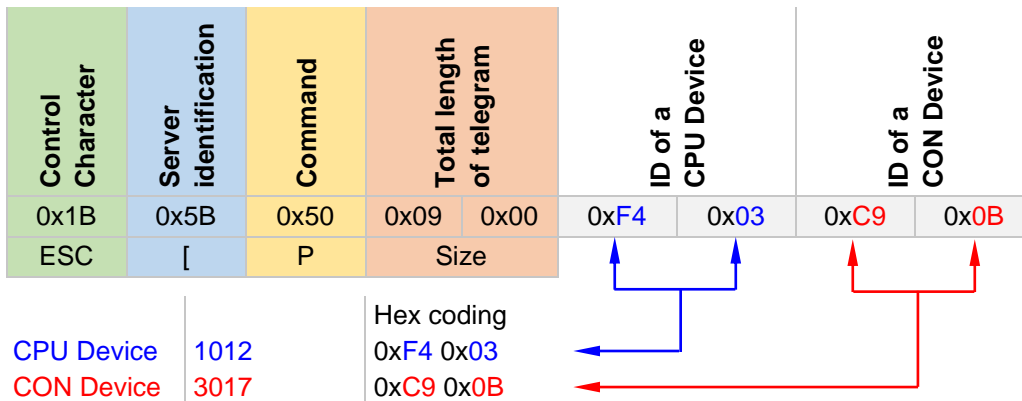 Control
Character
Server
identification
Command
Total length
of telegram
ID of a
CPU Device
ID of a
CON Device
0x1B 0x5B 0x50 0x09 0x00 0xF4 0x03 0xC9 0x0B
ESC [ P Size
Hex coding
CPU Device 1012 0xF4 0x03
CON Device 3017 0xC9 0x0B